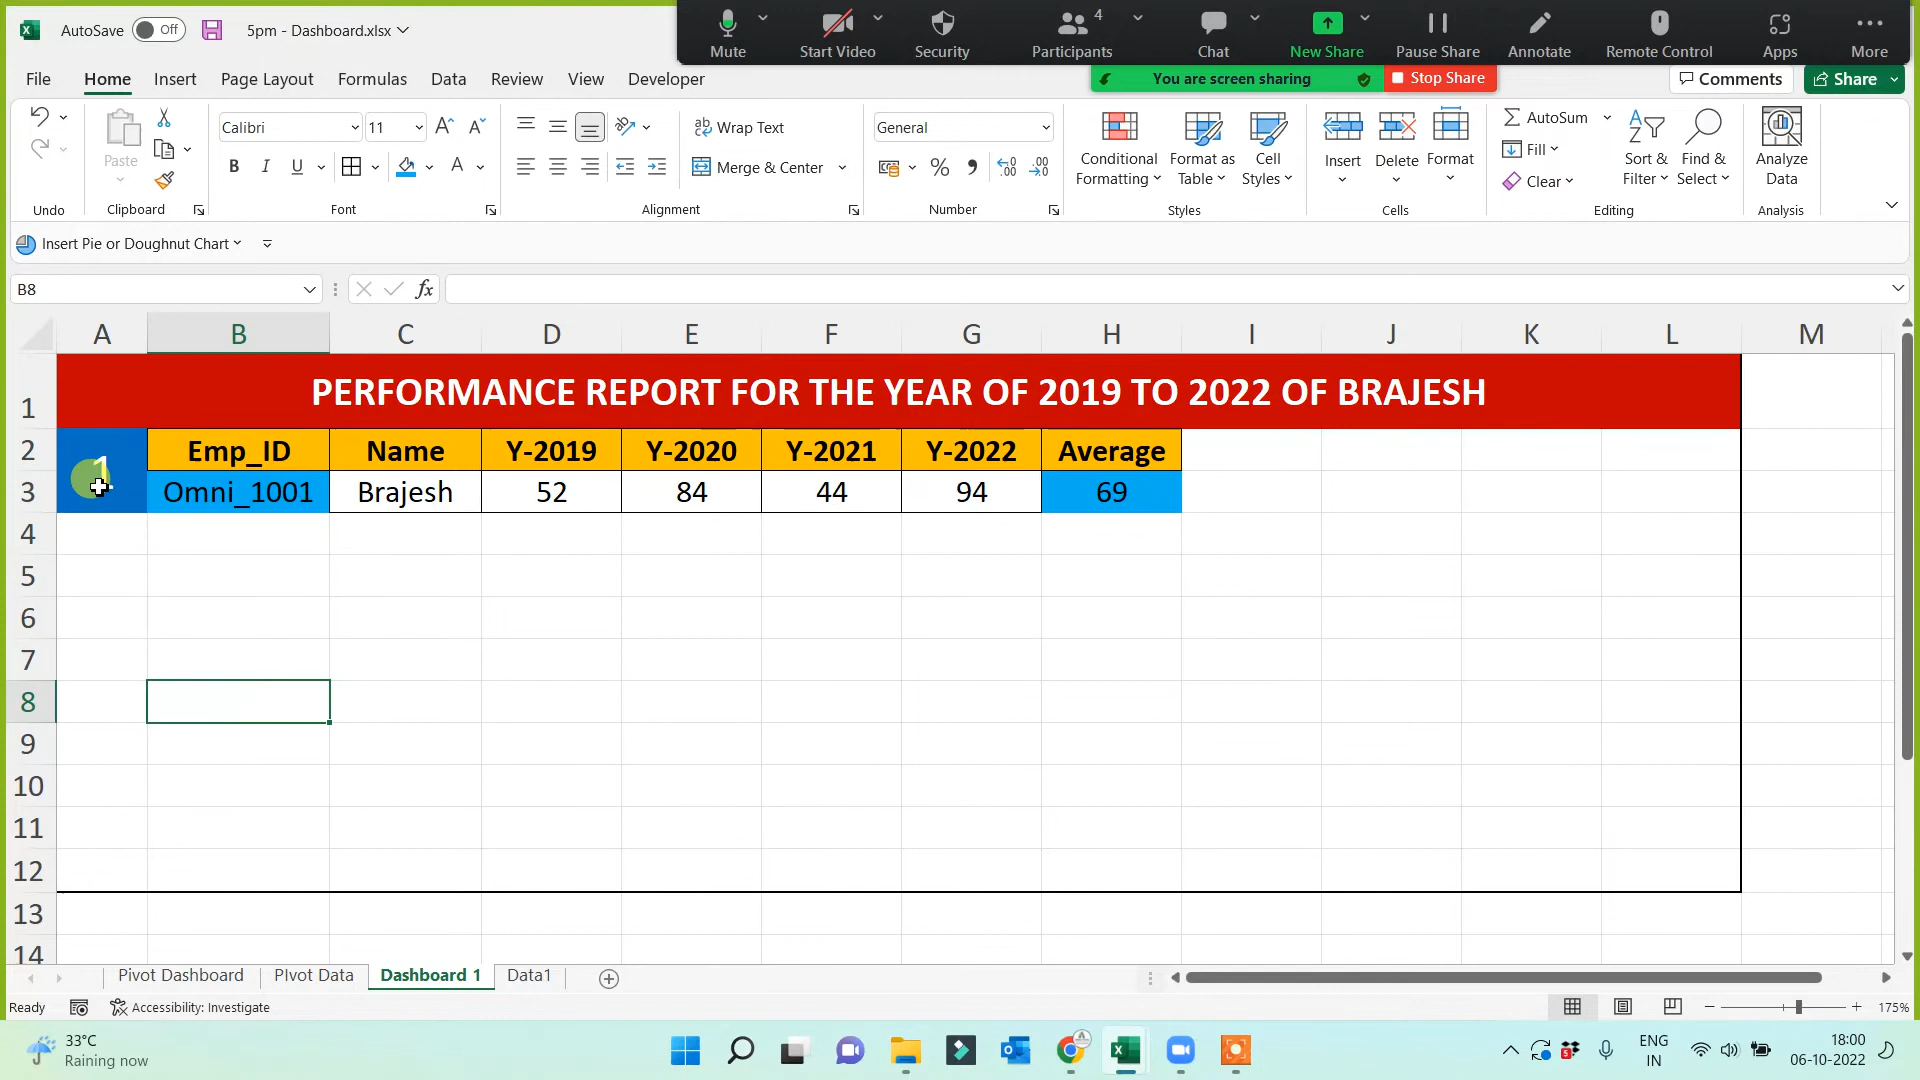 AutoSave Off 5pm - Dashboard.xlsx
4
Mute Start Video Security Participants Chat New Share Pause Share Annotate Remote Control Apps More
You are screen sharing Stop Share
File Home Insert Page Layout Formulas Data Review View Developer Comments Share
Calibri 11 Wrap Text General AutoSum
Paste Conditional Formatting Format as Table Cell Styles Insert Delete Format Fill Sort & Filter Find & Select Analyze Data
B I U A Merge & Center % Clear
Undo Clipboard Font Alignment Number Styles Cells Editing Analysis
Insert Pie or Doughnut Chart
B8 fx
A B C D E F G H I J K L M
1 PERFORMANCE REPORT FOR THE YEAR OF 2019 TO 2022 OF BRAJESH
2 1 Emp_ID Name Y-2019 Y-2020 Y-2021 Y-2022 Average
3 Omni_1001 Brajesh 52 84 44 94 69
4
5
6
7
8
9
10
11
12
13
14
Pivot Dashboard PIvot Data Dashboard 1 Data1
Ready Accessibility: Investigate 175%
33°C
Raining now
ENG
IN
18:00
06-10-2022